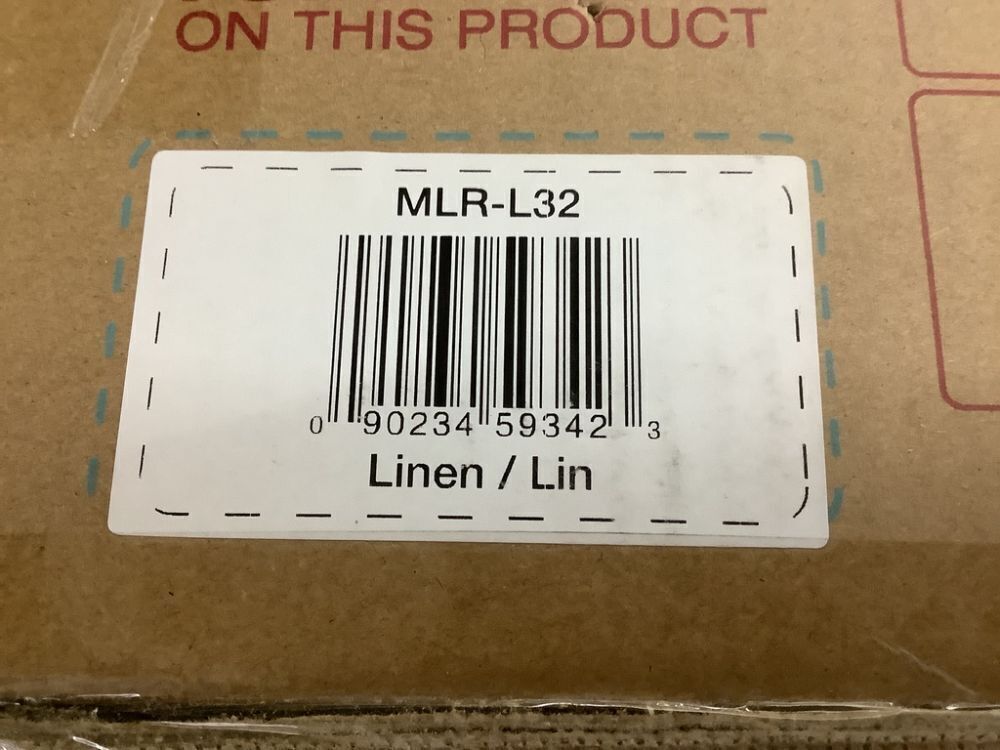 ON THIS PRODUCT
MLR-L32
0 90234 59342 3
Linen / Lin